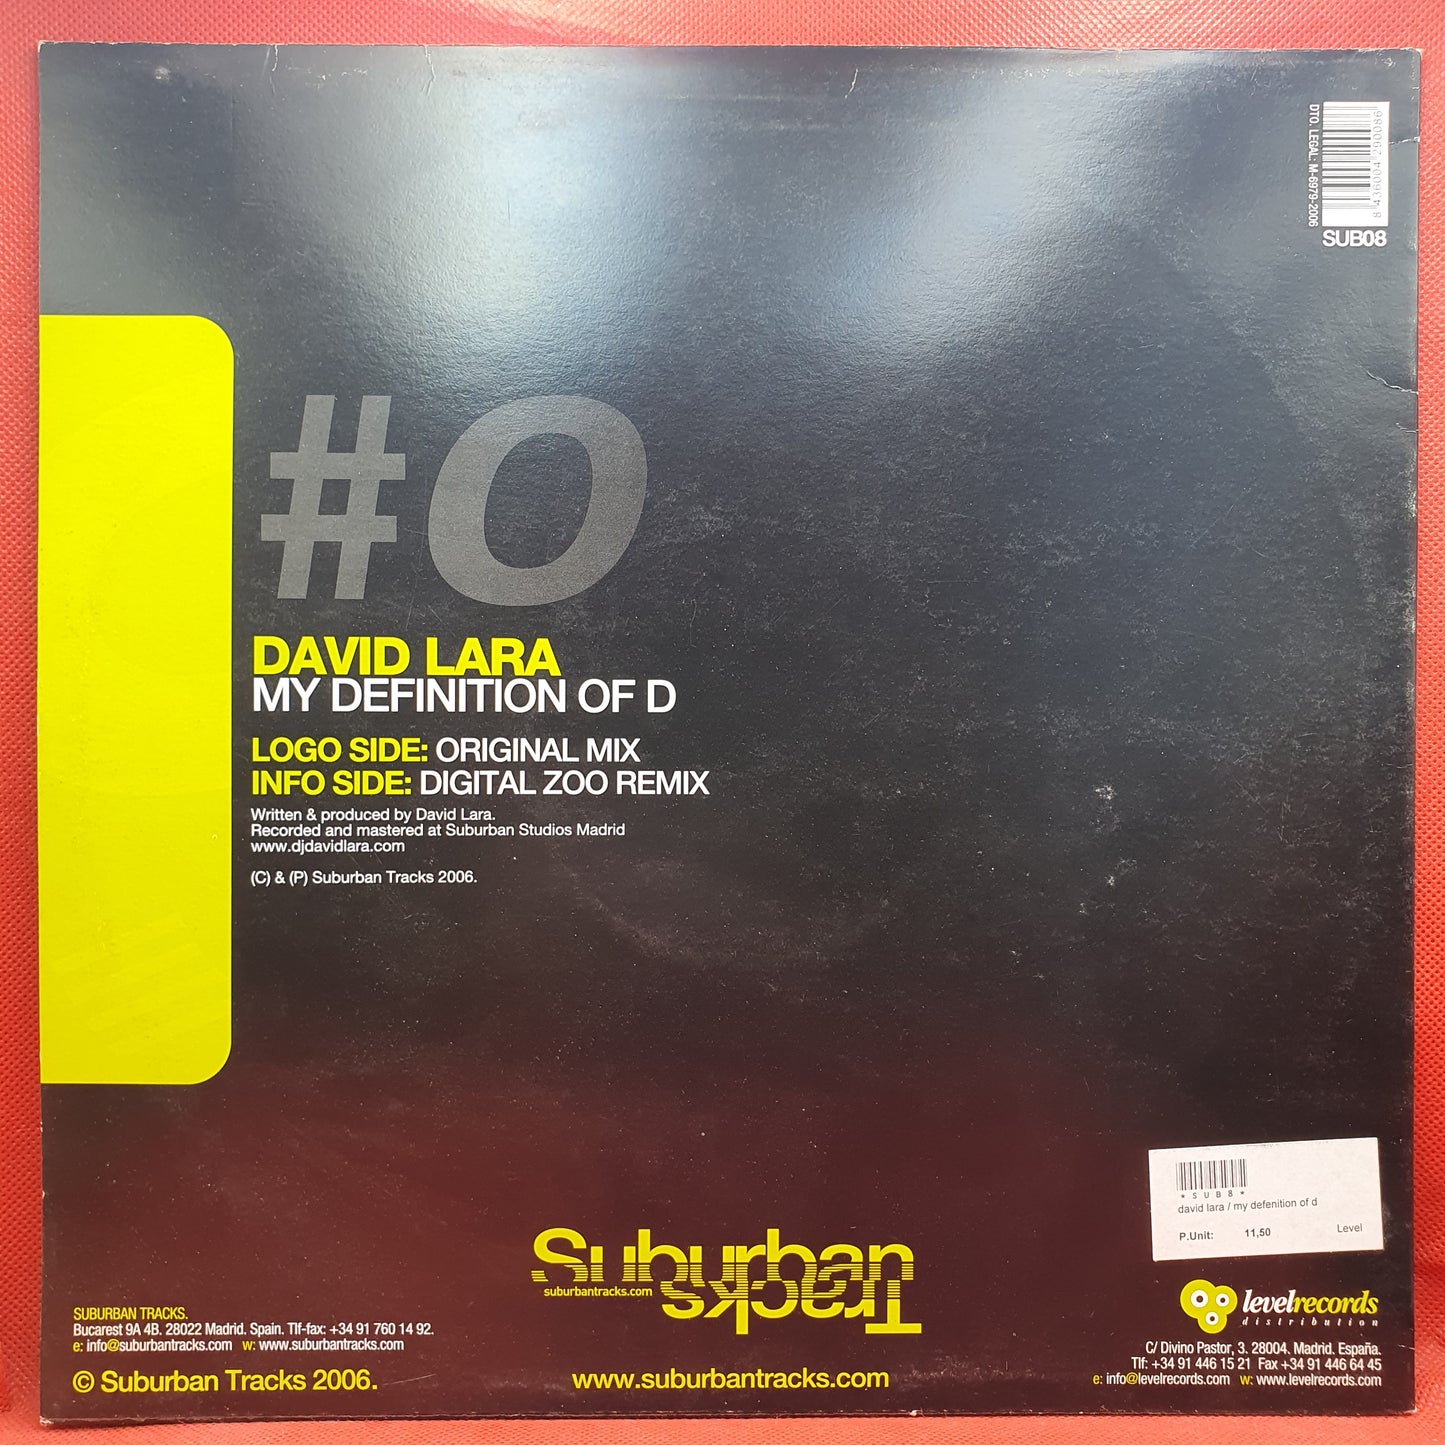 DTO. LEGAL: M-6979-2006
8 436004 290086
SUB08
#0
DAVID LARA
MY DEFINITION OF D
LOGO SIDE: ORIGINAL MIX
INFO SIDE: DIGITAL ZOO REMIX
Written & produced by David Lara.
Recorded and mastered at Suburban Studios Madrid
www.djdavidlara.com
(C) & (P) Suburban Tracks 2006.
* S U B 8 *
david lara / my defenition of d
P.Unit: 11,50 Level
Suburban
suburbantracks.com
Tracks
SUBURBAN TRACKS.
Bucarest 9A 4B. 28022 Madrid. Spain. Tlf-fax: +34 91 760 14 92.
e: info@suburbantracks.com w: www.suburbantracks.com
© Suburban Tracks 2006.
www.suburbantracks.com
levelrecords
distribution
C/ Divino Pastor, 3. 28004. Madrid. España.
Tlf: +34 91 446 15 21 Fax +34 91 446 64 45
e: info@levelrecords.com w: www.levelrecords.com